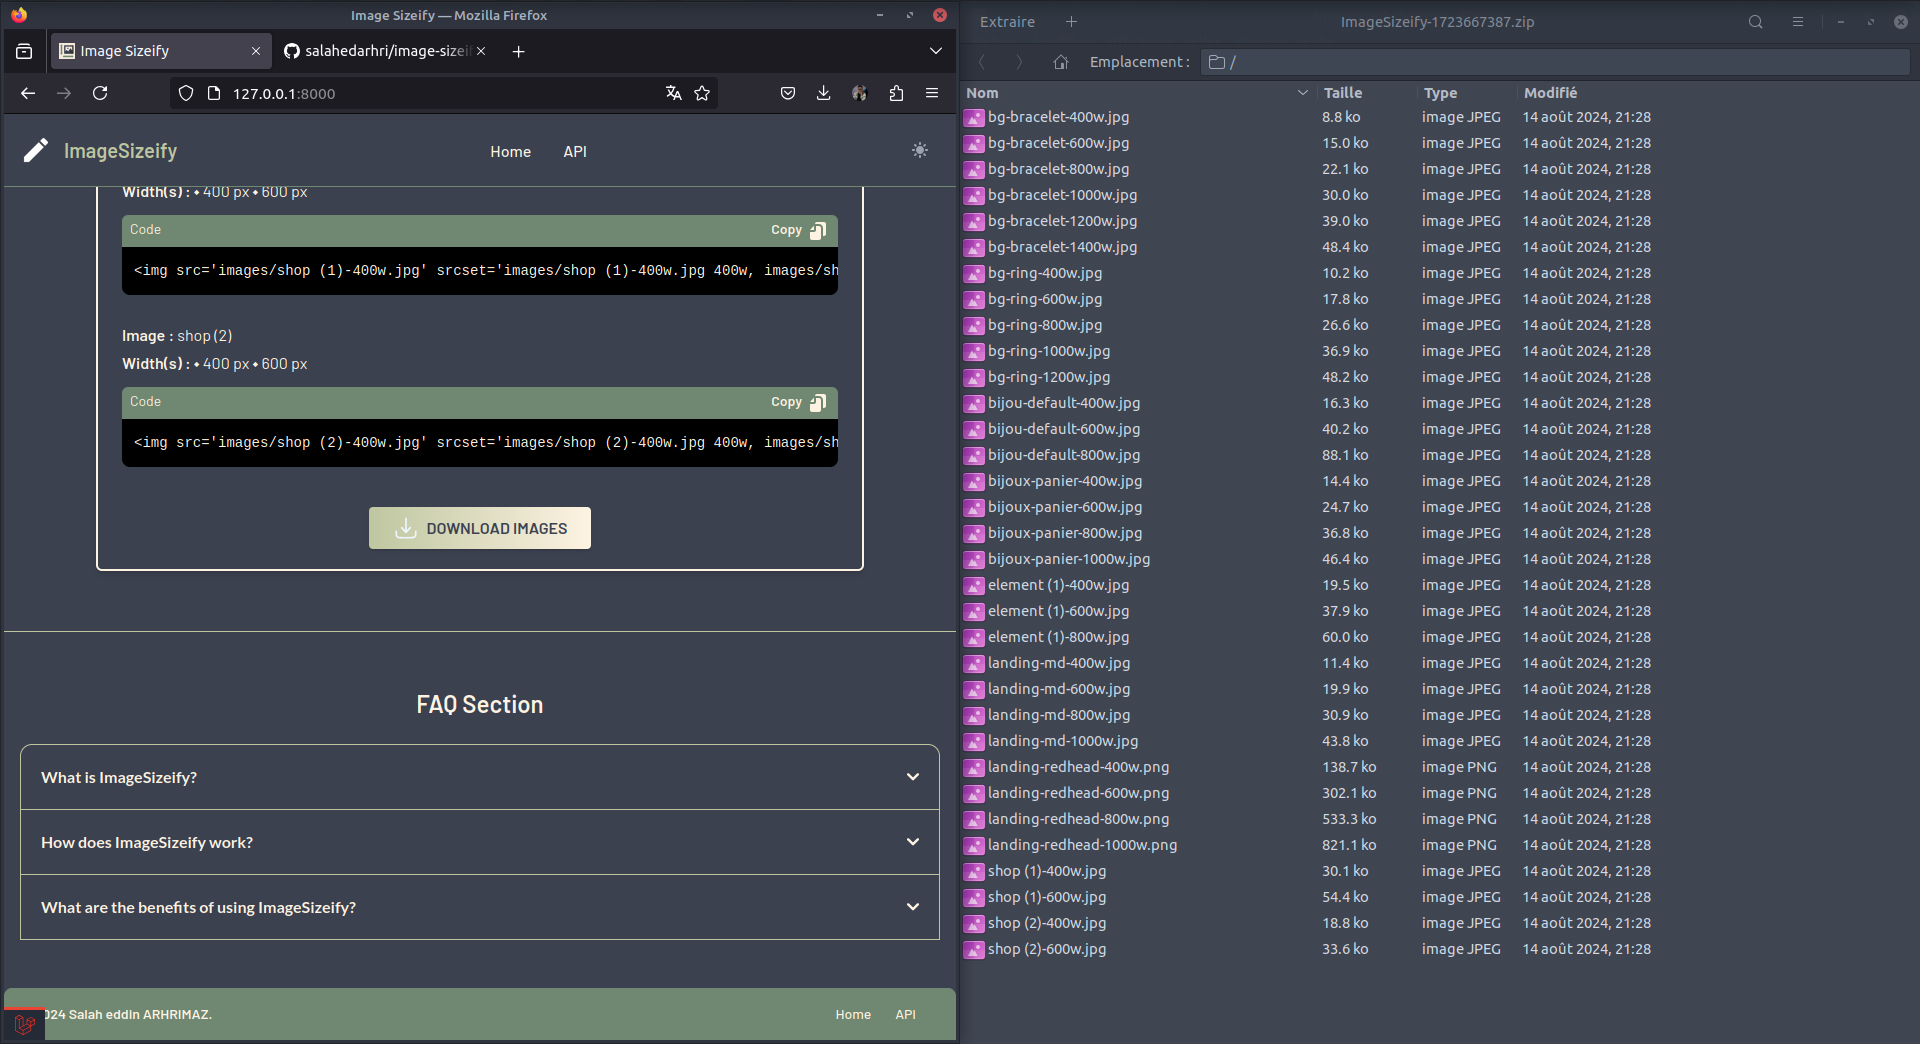 Image Sizeify — Mozilla Firefox
Image Sizeify
salahedarhri/image-sizei
127.0.0.1:8000
ImageSizeify
Home
API
Width(s) : • 400 px • 600 px
Code
Copy
<img src='images/shop (1)-400w.jpg' srcset='images/shop (1)-400w.jpg 400w, images/sh
Image : shop (2)
Width(s) : • 400 px • 600 px
Code
Copy
<img src='images/shop (2)-400w.jpg' srcset='images/shop (2)-400w.jpg 400w, images/sh
DOWNLOAD IMAGES
FAQ Section
What is ImageSizeify?
How does ImageSizeify work?
What are the benefits of using ImageSizeify?
024 Salah eddin ARHRIMAZ.
Home
API
Extraire
ImageSizeify-1723667387.zip
Emplacement :
/
Nom Taille Type Modifié
bg-bracelet-400w.jpg 8.8 ko image JPEG 14 août 2024, 21:28
bg-bracelet-600w.jpg 15.0 ko image JPEG 14 août 2024, 21:28
bg-bracelet-800w.jpg 22.1 ko image JPEG 14 août 2024, 21:28
bg-bracelet-1000w.jpg 30.0 ko image JPEG 14 août 2024, 21:28
bg-bracelet-1200w.jpg 39.0 ko image JPEG 14 août 2024, 21:28
bg-bracelet-1400w.jpg 48.4 ko image JPEG 14 août 2024, 21:28
bg-ring-400w.jpg 10.2 ko image JPEG 14 août 2024, 21:28
bg-ring-600w.jpg 17.8 ko image JPEG 14 août 2024, 21:28
bg-ring-800w.jpg 26.6 ko image JPEG 14 août 2024, 21:28
bg-ring-1000w.jpg 36.9 ko image JPEG 14 août 2024, 21:28
bg-ring-1200w.jpg 48.2 ko image JPEG 14 août 2024, 21:28
bijou-default-400w.jpg 16.3 ko image JPEG 14 août 2024, 21:28
bijou-default-600w.jpg 40.2 ko image JPEG 14 août 2024, 21:28
bijou-default-800w.jpg 88.1 ko image JPEG 14 août 2024, 21:28
bijoux-panier-400w.jpg 14.4 ko image JPEG 14 août 2024, 21:28
bijoux-panier-600w.jpg 24.7 ko image JPEG 14 août 2024, 21:28
bijoux-panier-800w.jpg 36.8 ko image JPEG 14 août 2024, 21:28
bijoux-panier-1000w.jpg 46.4 ko image JPEG 14 août 2024, 21:28
element (1)-400w.jpg 19.5 ko image JPEG 14 août 2024, 21:28
element (1)-600w.jpg 37.9 ko image JPEG 14 août 2024, 21:28
element (1)-800w.jpg 60.0 ko image JPEG 14 août 2024, 21:28
landing-md-400w.jpg 11.4 ko image JPEG 14 août 2024, 21:28
landing-md-600w.jpg 19.9 ko image JPEG 14 août 2024, 21:28
landing-md-800w.jpg 30.9 ko image JPEG 14 août 2024, 21:28
landing-md-1000w.jpg 43.8 ko image JPEG 14 août 2024, 21:28
landing-redhead-400w.png 138.7 ko image PNG 14 août 2024, 21:28
landing-redhead-600w.png 302.1 ko image PNG 14 août 2024, 21:28
landing-redhead-800w.png 533.3 ko image PNG 14 août 2024, 21:28
landing-redhead-1000w.png 821.1 ko image PNG 14 août 2024, 21:28
shop (1)-400w.jpg 30.1 ko image JPEG 14 août 2024, 21:28
shop (1)-600w.jpg 54.4 ko image JPEG 14 août 2024, 21:28
shop (2)-400w.jpg 18.8 ko image JPEG 14 août 2024, 21:28
shop (2)-600w.jpg 33.6 ko image JPEG 14 août 2024, 21:28